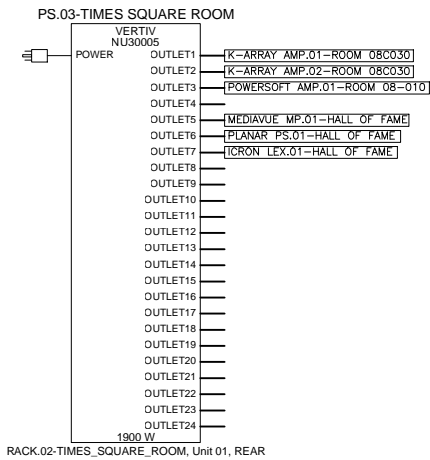 PS.03-TIMES SQUARE ROOM
VERTIV
NU30005
POWER OUTLET1 K-ARRAY AMP.01-ROOM 08C030
OUTLET2 K-ARRAY AMP.02-ROOM 08C030
OUTLET3 POWERSOFT AMP.01-ROOM 08-010
OUTLET4
OUTLET5 MEDIAVUE MP.01-HALL OF FAME
OUTLET6 PLANAR PS.01-HALL OF FAME
OUTLET7 ICRON LEX.01-HALL OF FAME
OUTLET8
OUTLET9
OUTLET10
OUTLET11
OUTLET12
OUTLET13
OUTLET14
OUTLET15
OUTLET16
OUTLET17
OUTLET18
OUTLET19
OUTLET20
OUTLET21
OUTLET22
OUTLET23
OUTLET24
1900 W
RACK.02-TIMES_SQUARE_ROOM, Unit 01, REAR